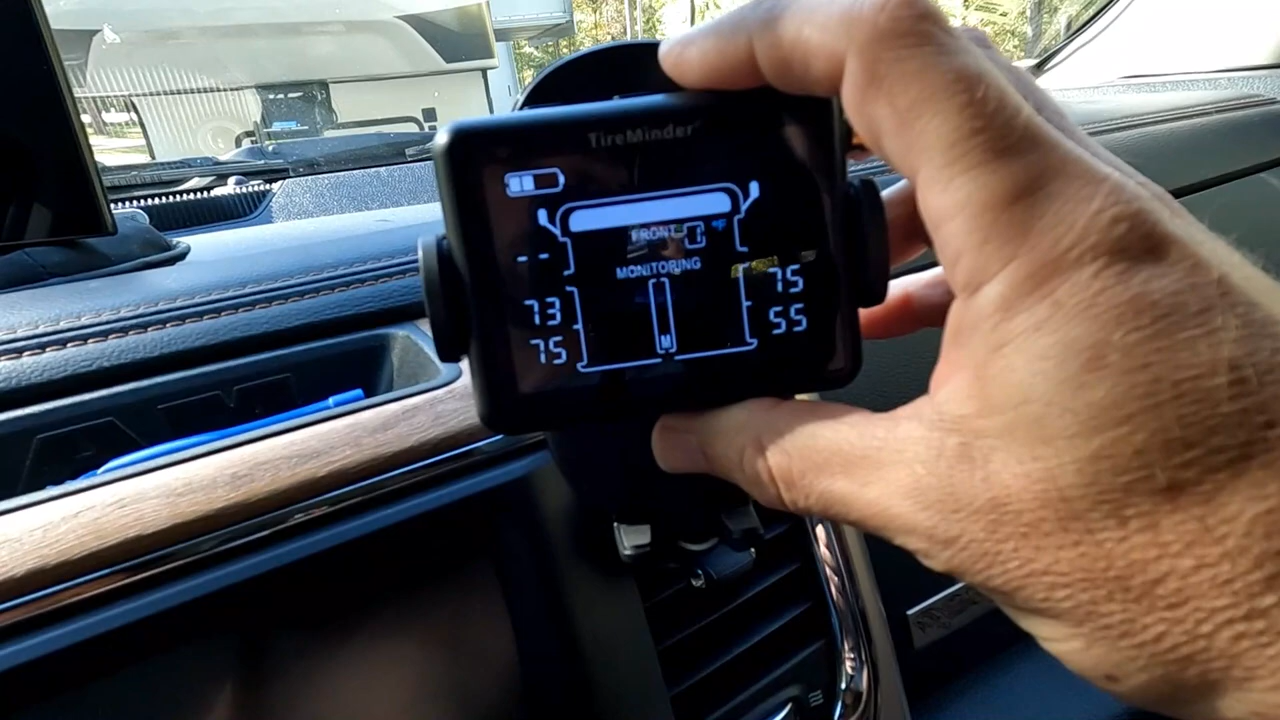 TireMinder
FRONT °F
MONITORING
-- 75
73 55
75
M